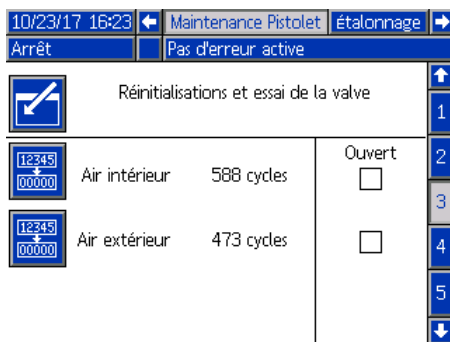 10/23/17 16:23 Maintenance Pistolet étalonnage
Arrêt Pas d'erreur active
Réinitialisations et essai de la valve
1
Ouvert
2
12345
00000
Air intérieur 588 cycles
3
12345
00000
Air extérieur 473 cycles
4
5